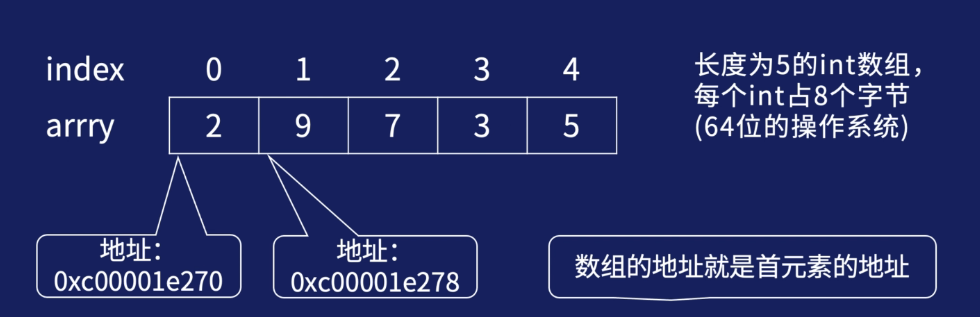 index 0 1 2 3 4
arrry 2 9 7 3 5
长度为5的int数组，
每个int占8个字节
(64位的操作系统)
地址：
0xc00001e270
地址：
0xc00001e278
数组的地址就是首元素的地址